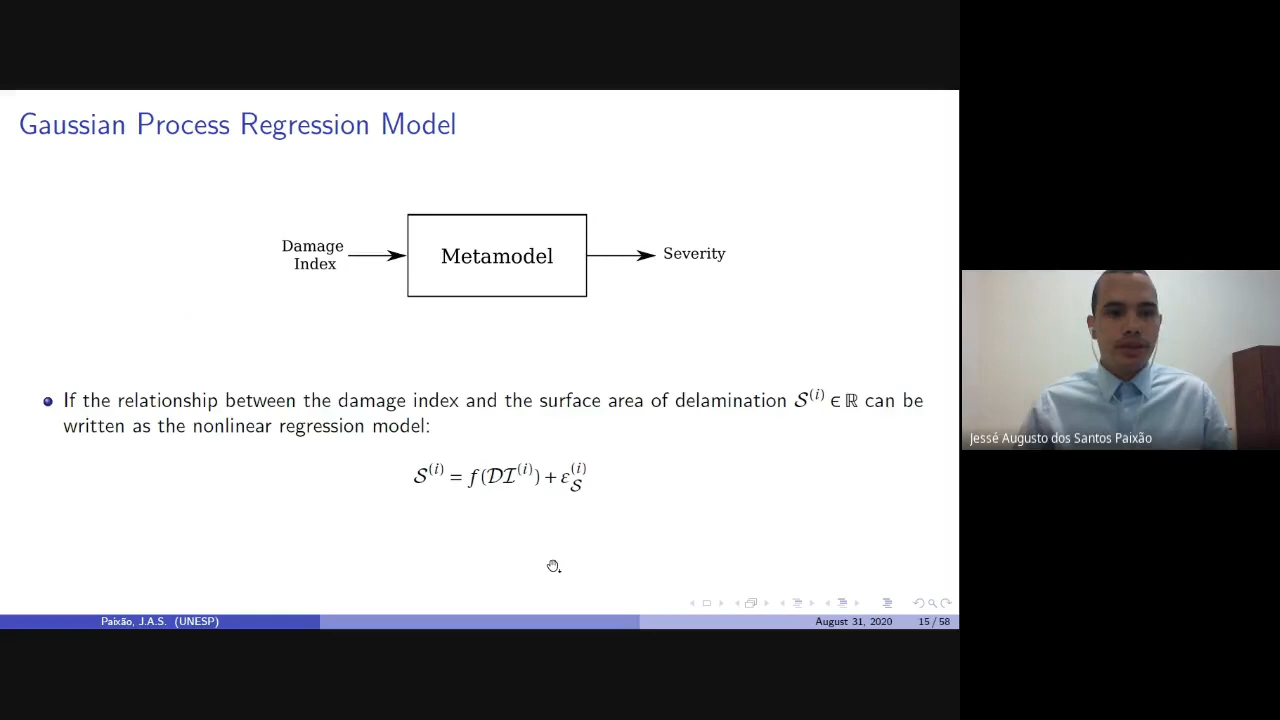 Gaussian Process Regression Model
Damage
Index
Metamodel
Severity
If the relationship between the damage index and the surface area of delamination 𝒮⁽ⁱ⁾ ∈ ℝ can be
written as the nonlinear regression model:
𝒮⁽ⁱ⁾ = f(𝒟ℐ⁽ⁱ⁾) + ε_𝒮⁽ⁱ⁾
Paixão, J.A.S. (UNESP)
August 31, 2020
15 / 58
Jessé Augusto dos Santos Paixão